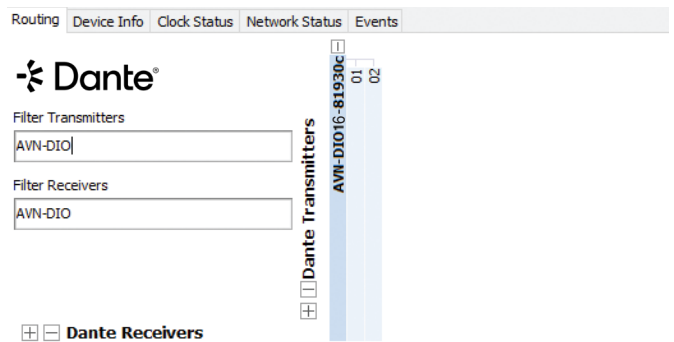 Routing Device Info Clock Status Network Status Events
Dante®
Filter Transmitters
AVN-DIO
Filter Receivers
AVN-DIO
Dante Transmitters
AVN-DIO16-81930c
01
02
Dante Receivers